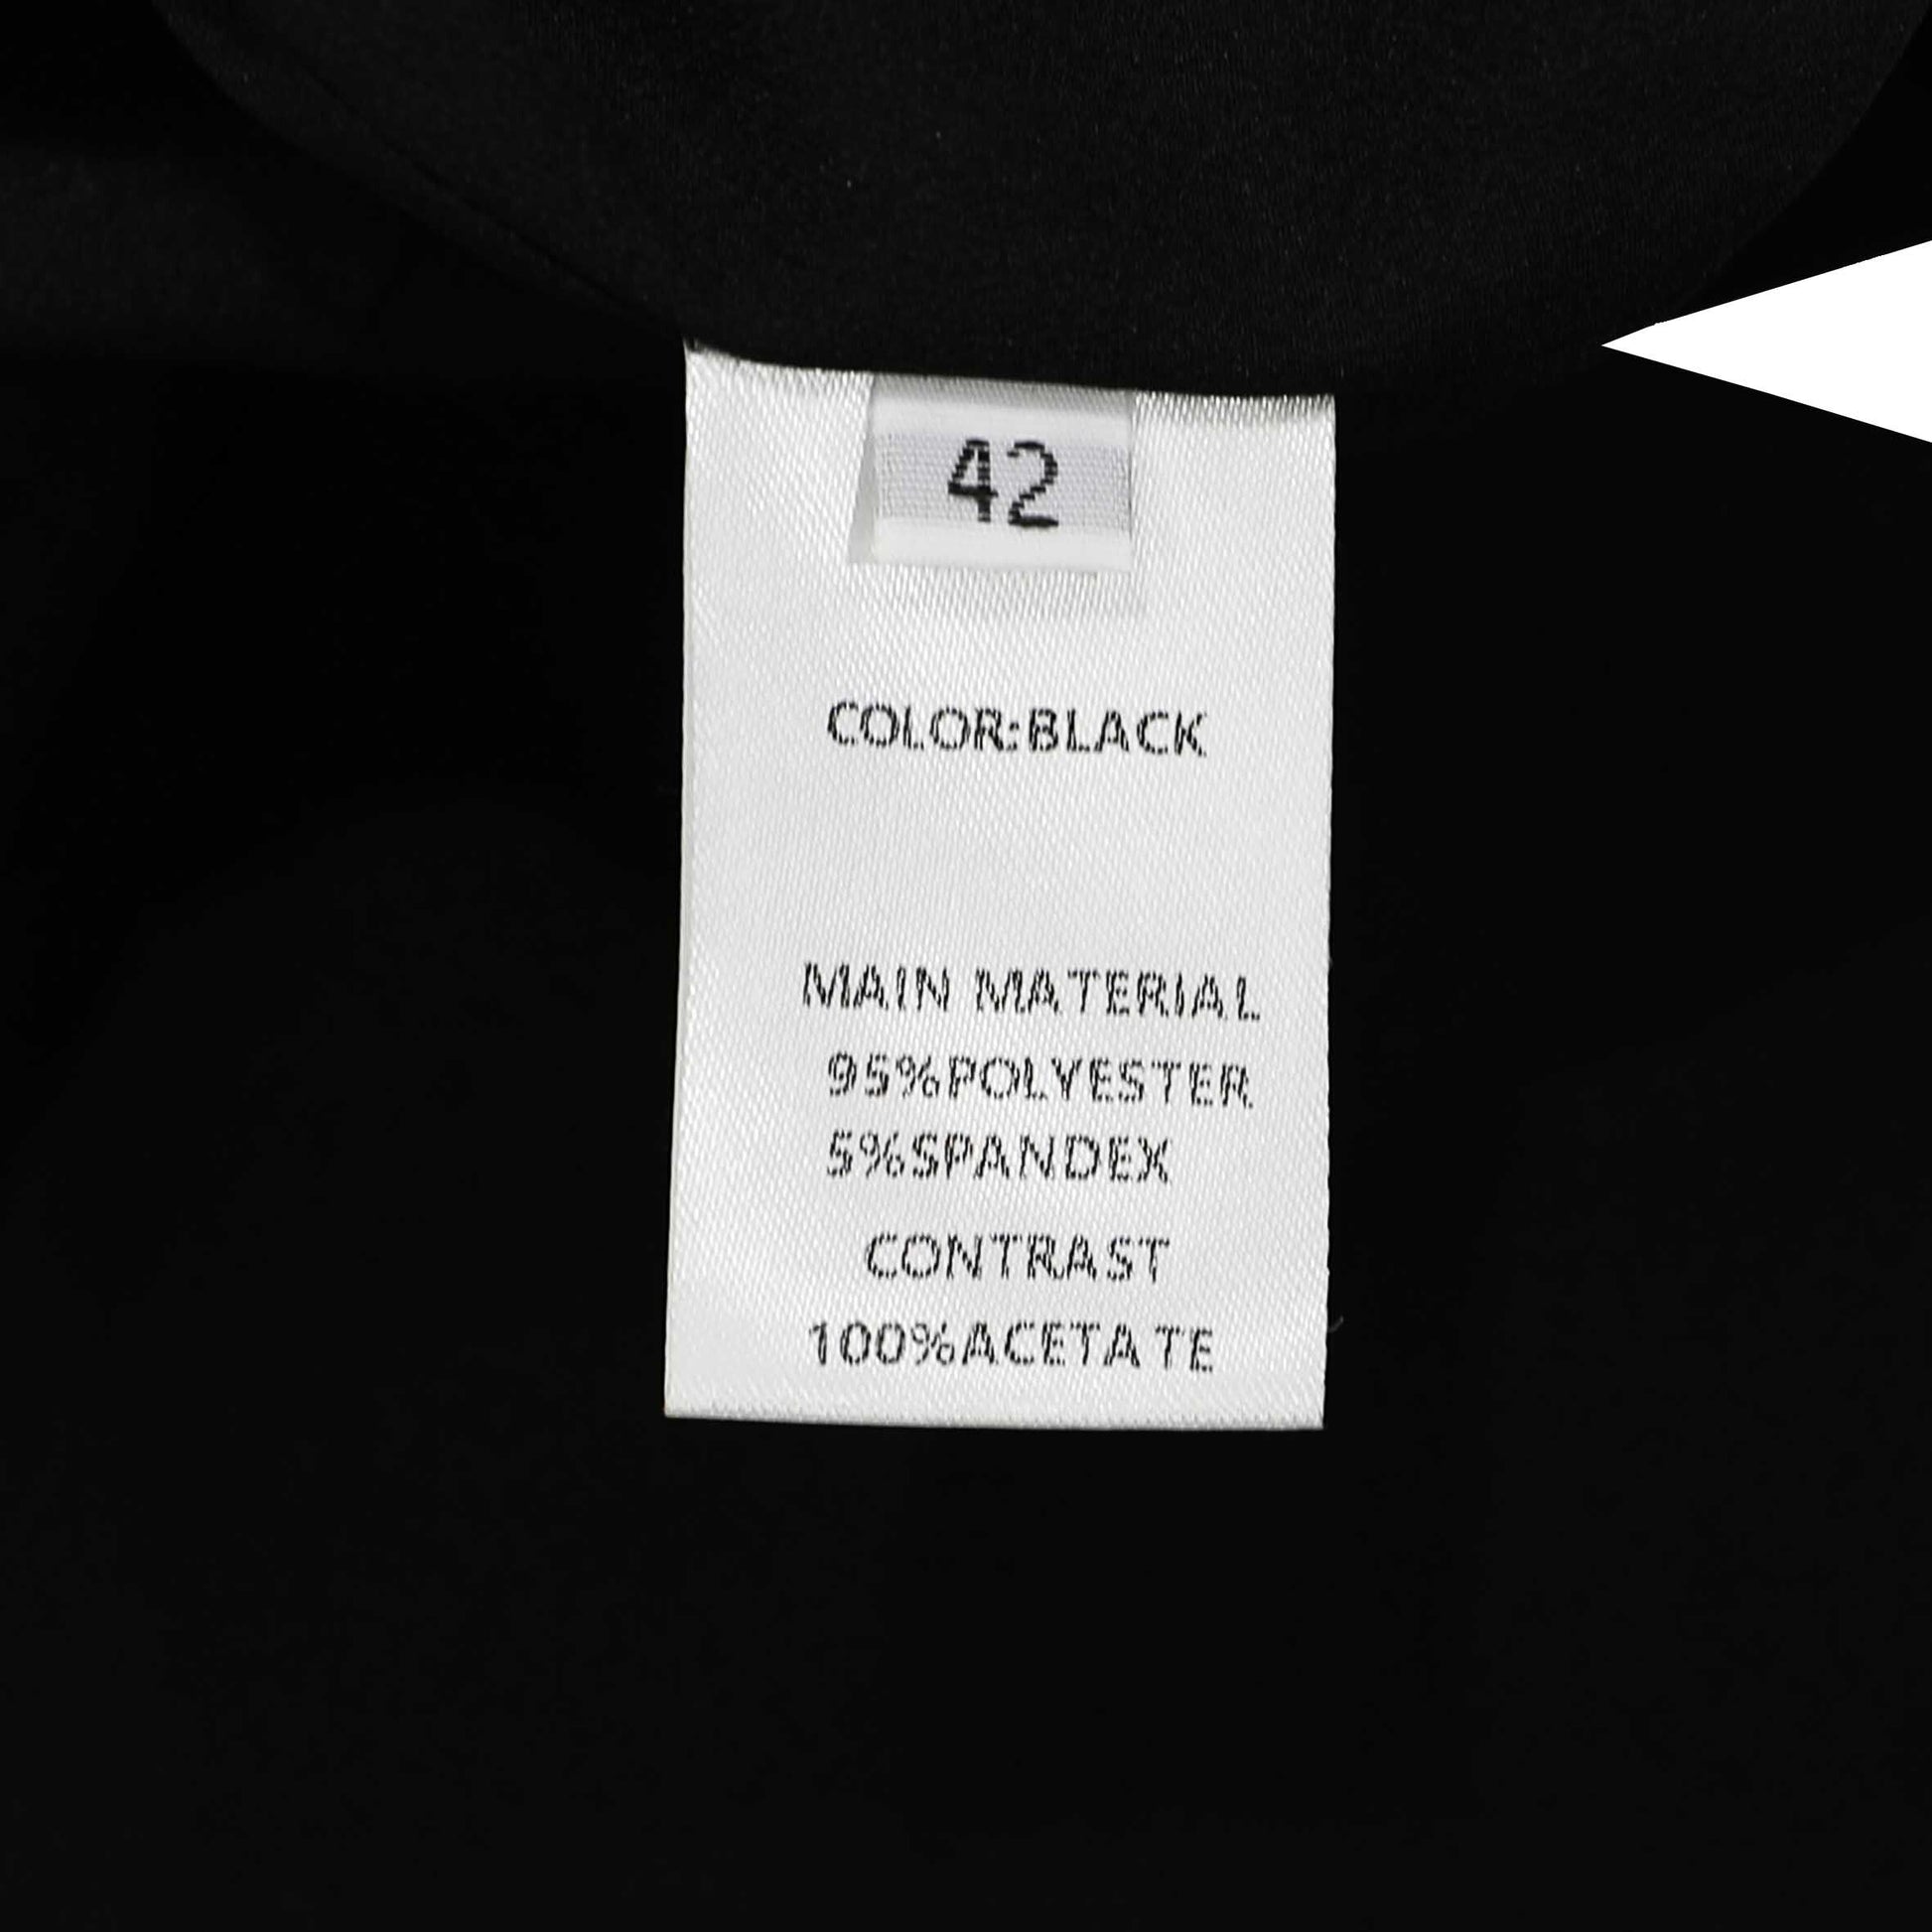 42
COLOR:BLACK
MAIN MATERIAL
95%POLYESTER
5%SPANDEX
CONTRAST
100%ACETATE